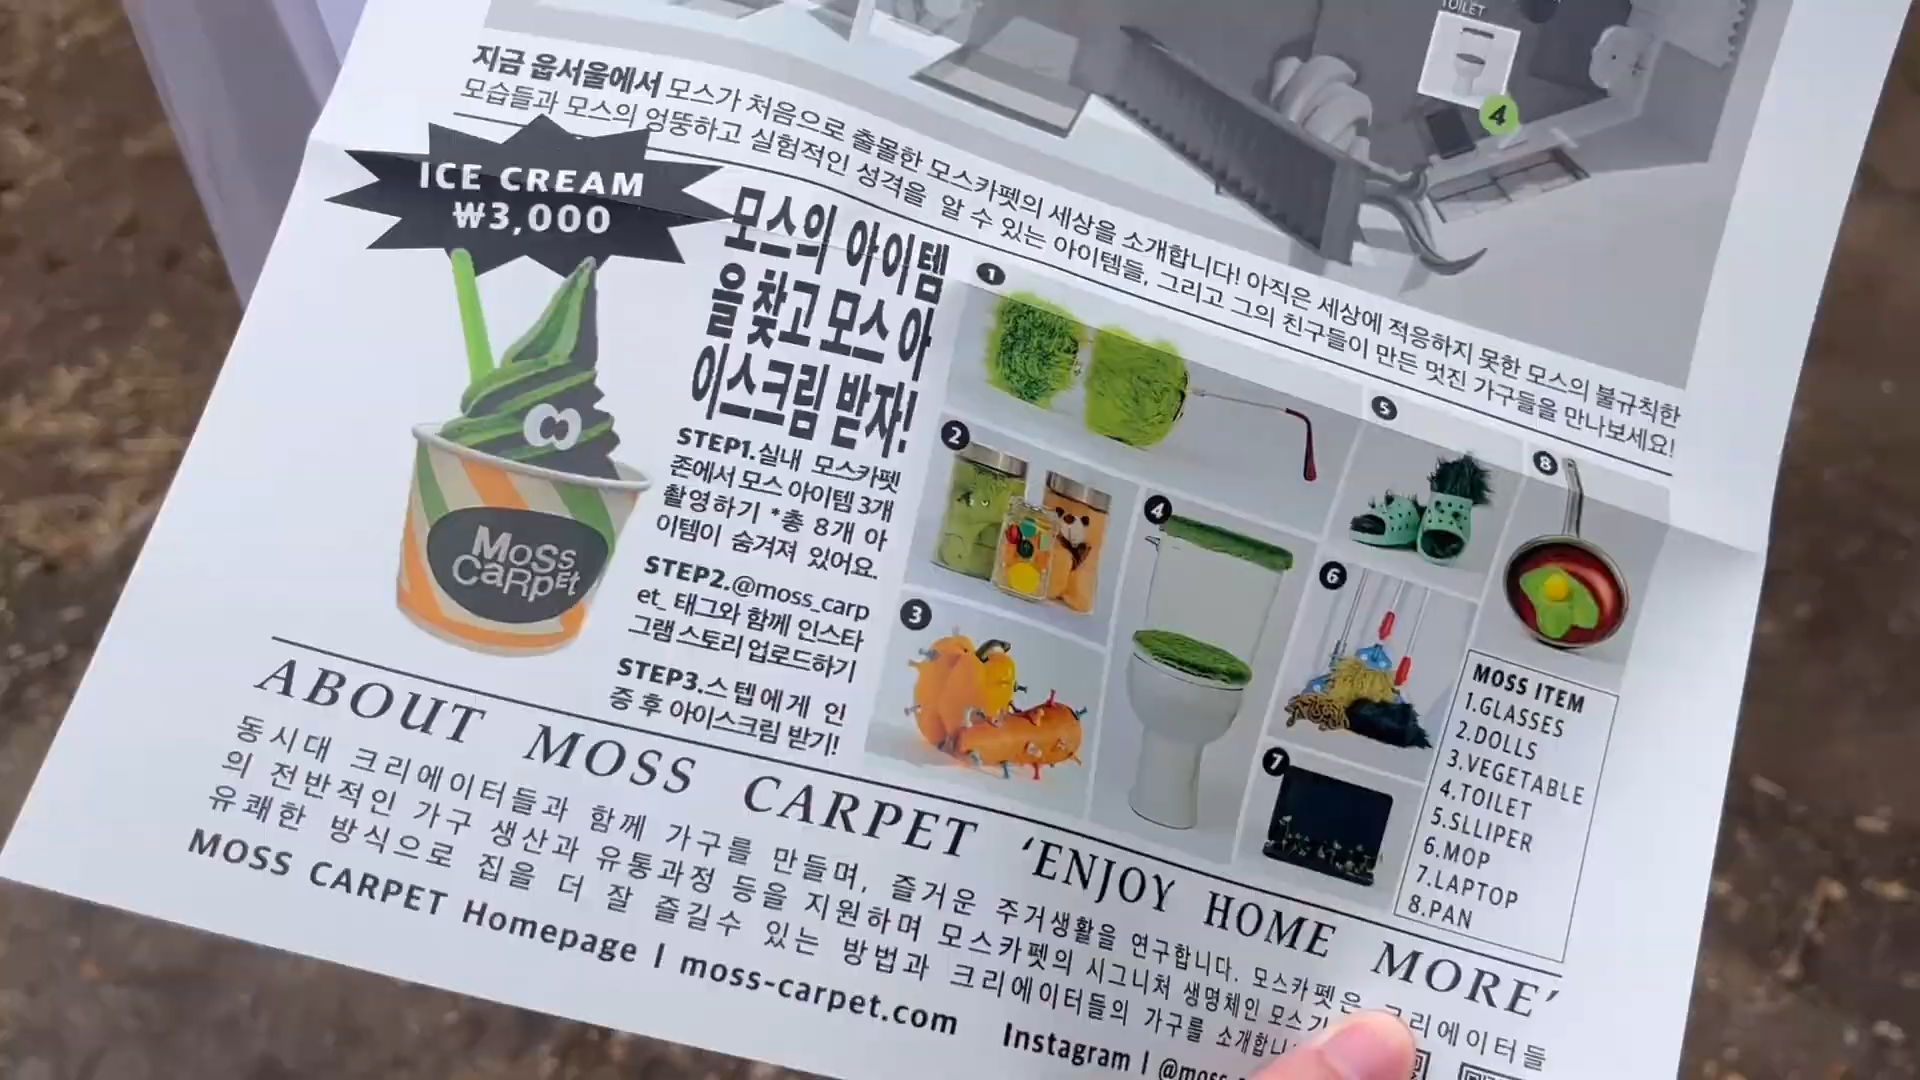 TOILET
4
지금 웁서울에서 모스가 처음으로 출몰한 모스카펫의 세상을 소개합니다! 아직은 세상에 적응하지 못한 모스의 불규칙한
모습들과 모스의 엉뚱하고 실험적인 성격을 알 수 있는 아이템들, 그리고 그의 친구들이 만든 멋진 가구들을 만나보세요!
ICE CREAM
₩3,000
MOSS
CARPET
모스의 아이템
을 찾고 모스 아
이스크림 받자!
STEP1.실내 모스카펫
존에서 모스 아이템 3개
촬영하기 *총 8개 아
이템이 숨겨져 있어요.
STEP2.@moss_carp
et_ 태그와 함께 인스타
그램 스토리 업로드하기
STEP3.스텝에게 인
증 후 아이스크림 받기!
1
2
3
4
5
6
7
8
MOSS ITEM
1.GLASSES
2.DOLLS
3.VEGETABLE
4.TOILET
5.SLLIPER
6.MOP
7.LAPTOP
8.PAN
ABOUT MOSS CARPET ‘ENJOY HOME MORE’
동시대 크리에이터들과 함께 가구를 만들며, 즐거운 주거생활을 연구합니다. 모스카펫은 크리에이터들
의 전반적인 가구 생산과 유통과정 등을 지원하며 모스카펫의 시그니처 생명체인 모스
유쾌한 방식으로 집을 더 잘 즐길수 있는 방법과 크리에이터들의 가구를 소개합니
MOSS CARPET Homepage | moss-carpet.com Instagram | @moss